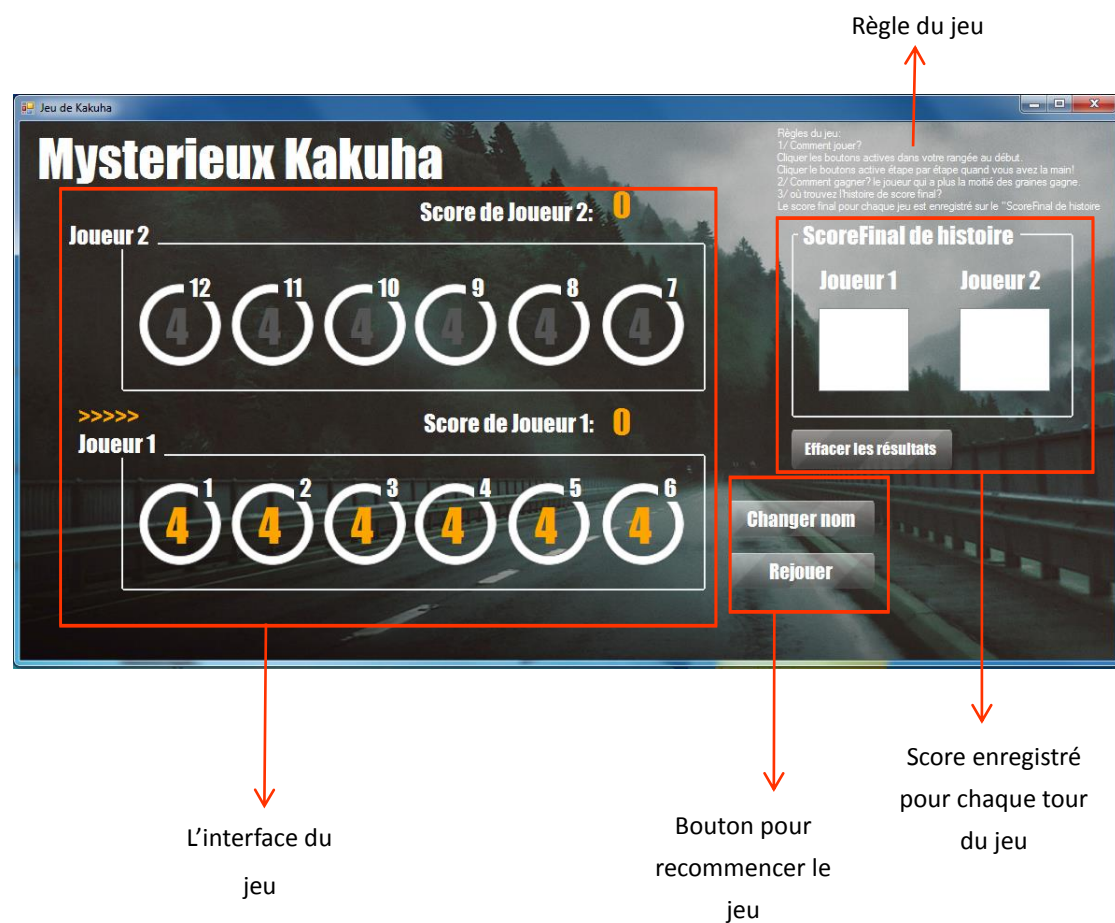 Règle du jeu
Jeu de Kakuha
Mysterieux Kakuha
Règles du jeu:
1/ Comment jouer?
Cliquer les boutons actives dans votre rangée au début.
Cliquer le boutons active étape par étape quand vous avez la main!
2/ Comment gagner? le joueur qui a plus la moitié des graines gagne.
3/ où trouvez l'histoire de score final?
Le score final pour chaque jeu est enregistré sur le "ScoreFinal de histoire
Score de Joueur 2: 0
Joueur 2
12 11 10 9 8 7
4 4 4 4 4 4
>>>>>
Score de Joueur 1: 0
Joueur 1
1 2 3 4 5 6
4 4 4 4 4 4
ScoreFinal de histoire
Joueur 1 Joueur 2
Effacer les résultats
Changer nom
Rejouer
L'interface du
jeu
Bouton pour
recommencer le
jeu
Score enregistré
pour chaque tour
du jeu